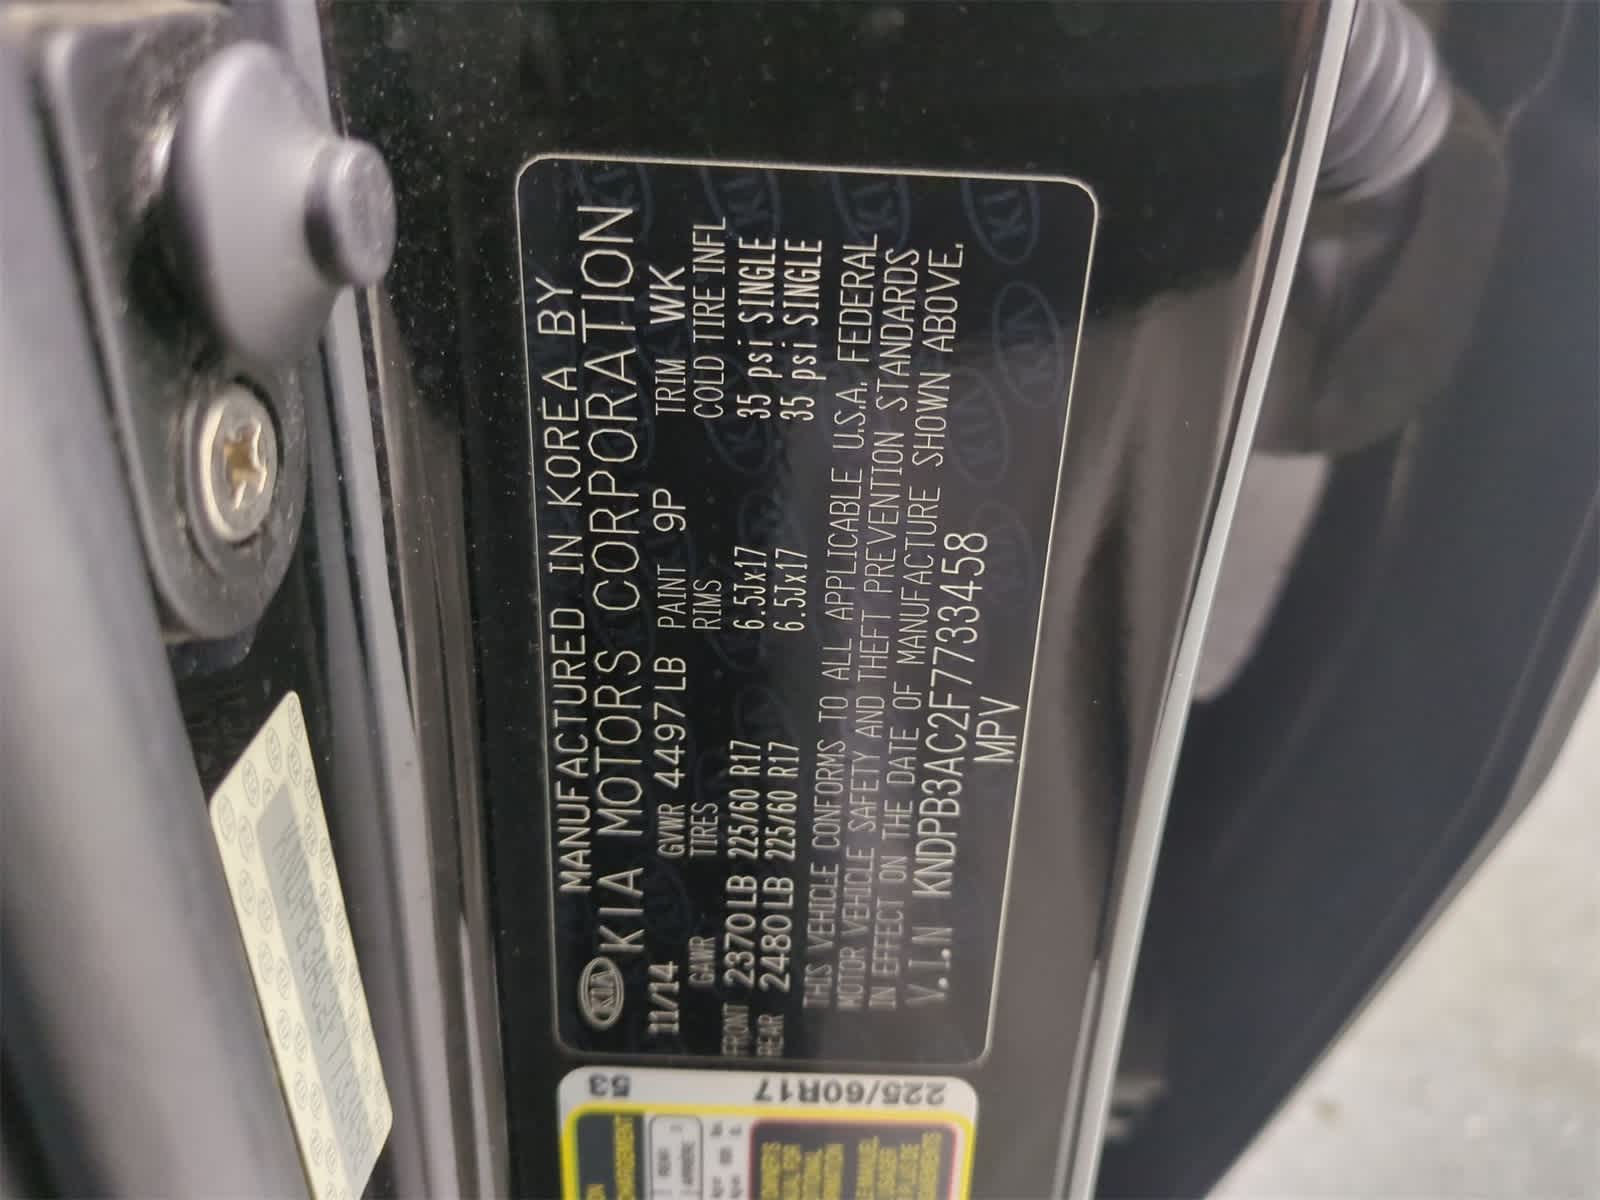 MANUFACTURED IN KOREA BY
KIA KIA MOTORS CORPORATION
11/14 GVWR 4497 LB PAINT 9P TRIM WK
GAWR TIRES RIMS COLD TIRE INFL
FRONT 2370LB 225/60 R17 6.5Jx17 35 psi SINGLE
REAR 2480LB 225/60 R17 6.5Jx17 35 psi SINGLE
THIS VEHICLE CONFORMS TO ALL APPLICABLE U.S.A. FEDERAL
MOTOR VEHICLE SAFETY AND THEFT PREVENTION STANDARDS
IN EFFECT ON THE DATE OF MANUFACTURE SHOWN ABOVE.
V.I.N KNDPB3AC2F7733458
MPV
53
225/60R17